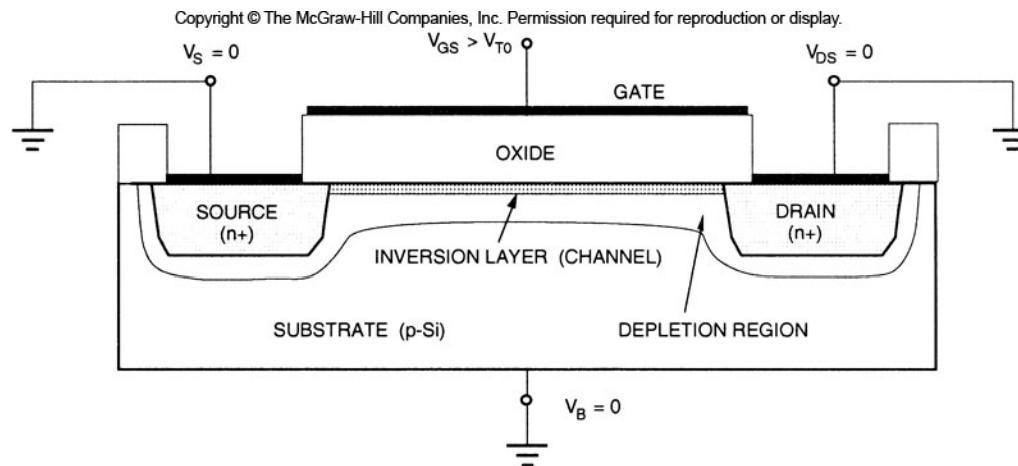 Copyright © The McGraw-Hill Companies, Inc. Permission required for reproduction or display.
V_S = 0
V_GS > V_T0
V_DS = 0
GATE
OXIDE
SOURCE
(n+)
DRAIN
(n+)
INVERSION LAYER (CHANNEL)
SUBSTRATE (p-Si)
DEPLETION REGION
V_B = 0